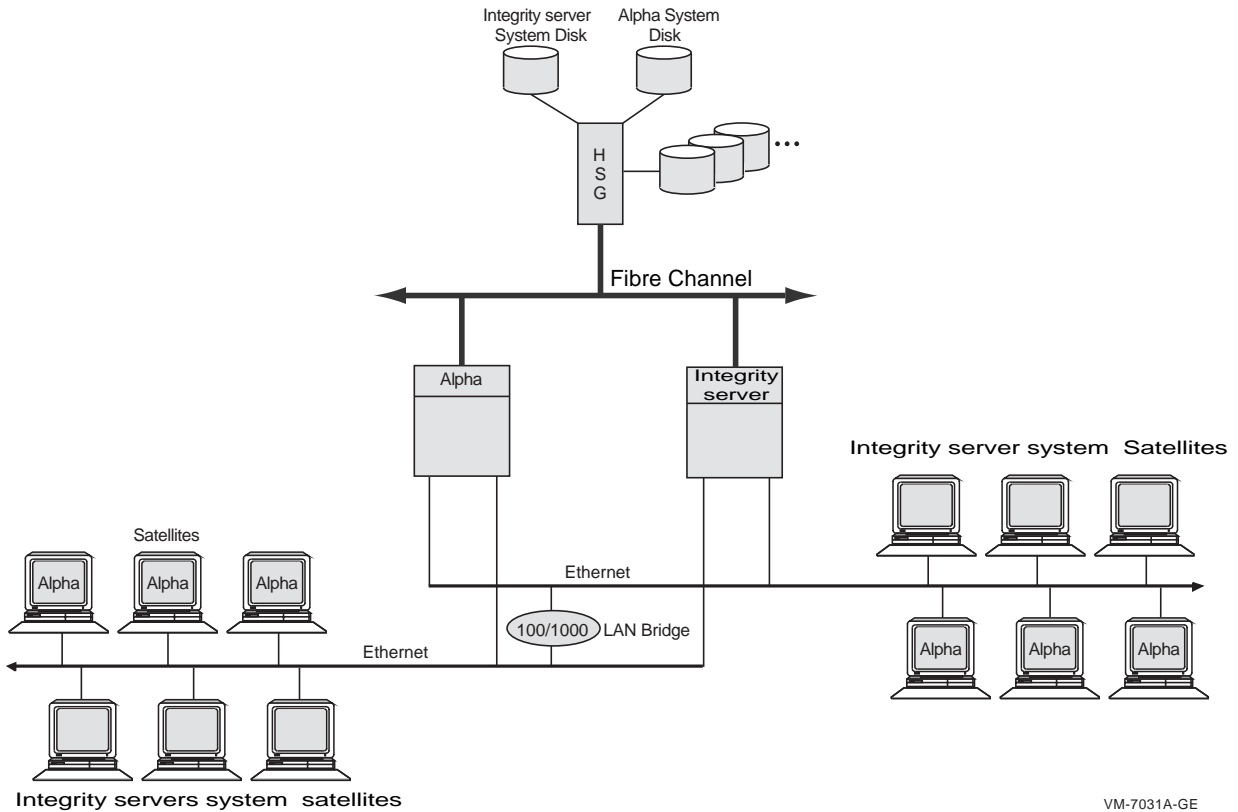 Integrity server
System Disk
Alpha System
Disk
H
S
G
...
Fibre Channel
Alpha
Integrity
server
Integrity server system Satellites
Satellites
Alpha
Alpha
Alpha
Ethernet
100/1000
LAN Bridge
Alpha
Alpha
Alpha
Ethernet
Integrity servers system satellites
VM-7031A-GE